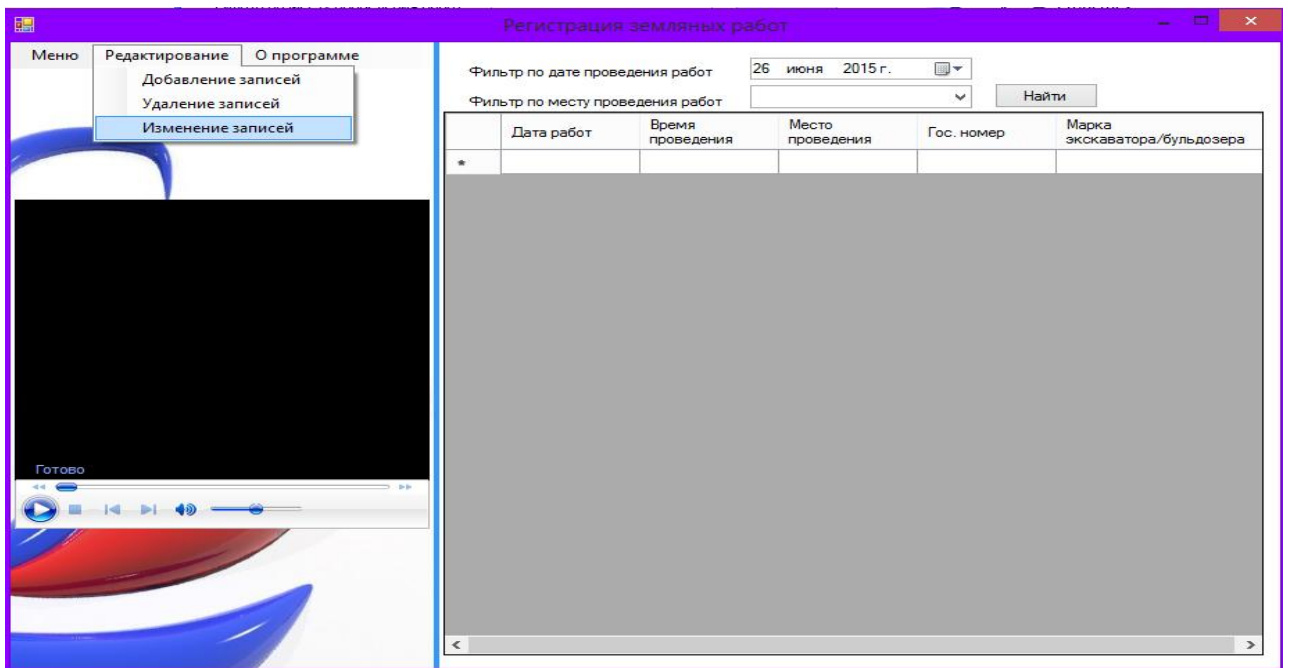 Регистрация земляных работ
Меню Редактирование О программе
Добавление записей
Удаление записей
Изменение записей
Фильтр по дате проведения работ 26 июня 2015 г.
Фильтр по месту проведения работ Найти
Дата работ
Время
проведения
Место
проведения
Гос. номер
Марка
экскаватора/бульдозера
*
Готово